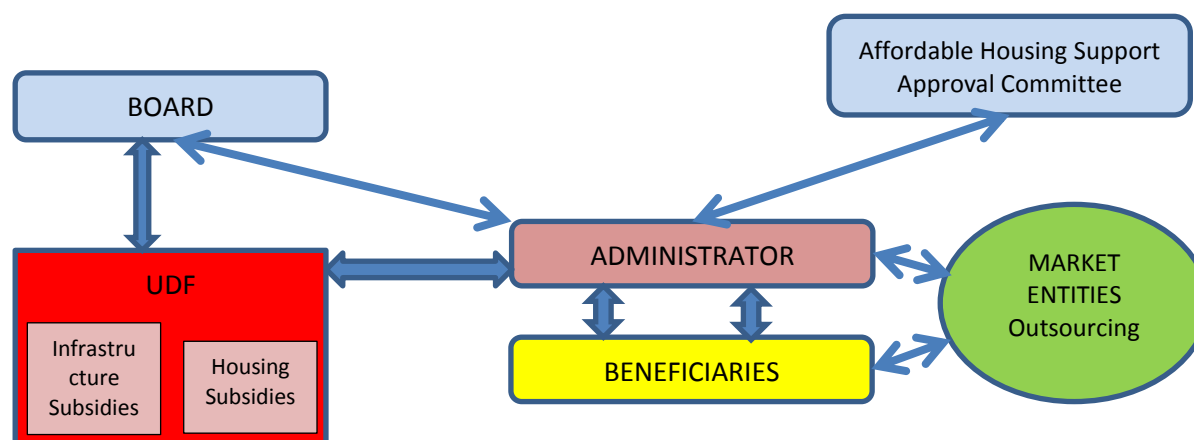 Affordable Housing Support
Approval Committee
BOARD
ADMINISTRATOR
MARKET
ENTITIES
Outsourcing
UDF
Infrastru
cture
Subsidies
Housing
Subsidies
BENEFICIARIES